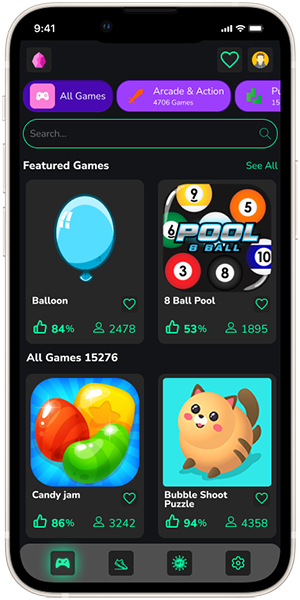 9:41
All Games
Arcade & Action
4706 Games
Pu
15
Search...
Featured Games
See All
9
5
6
POOL
8 BALL
10
3
8
Balloon
8 Ball Pool
84%
2478
53%
1895
All Games 15276
Candy jam
Bubble Shoot
Puzzle
86%
3242
94%
4358